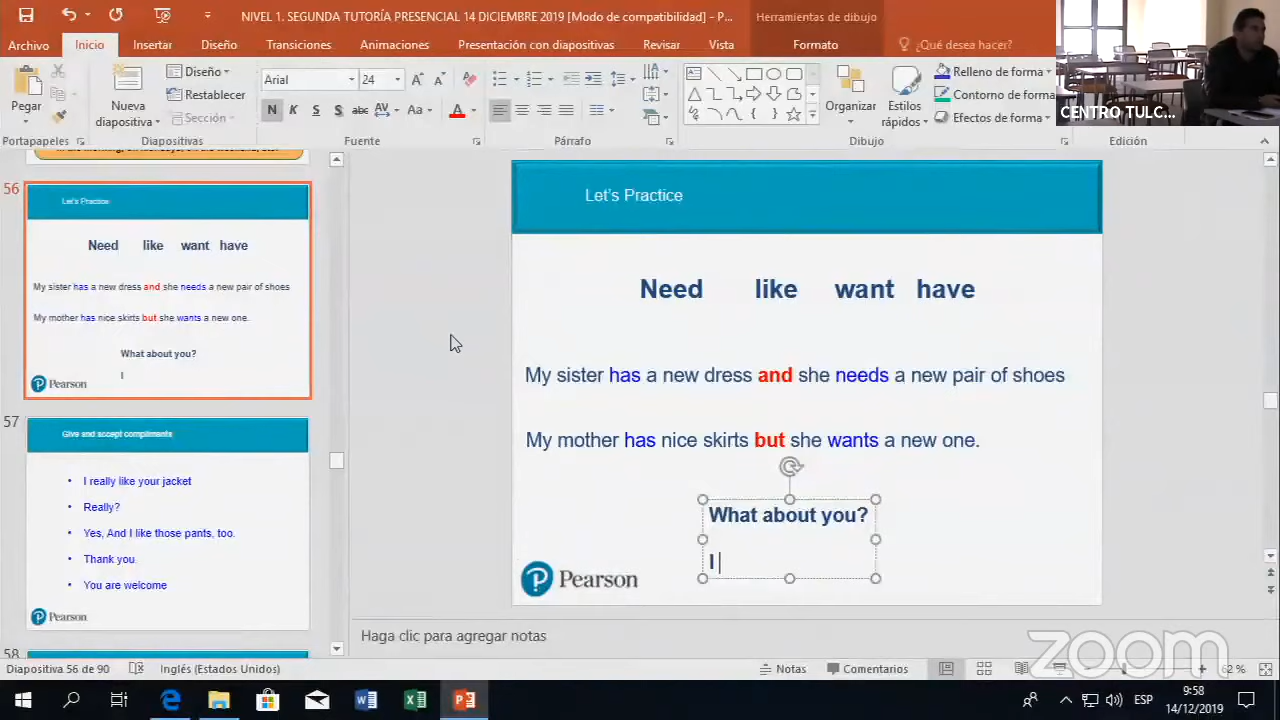 NIVEL 1. SEGUNDA TUTORÍA PRESENCIAL 14 DICIEMBRE 2019 [Modo de compatibilidad] - P...
Herramientas de dibujo
Archivo
Inicio
Insertar
Diseño
Transiciones
Animaciones
Presentación con diapositivas
Revisar
Vista
Formato
¿Qué desea hacer?
CENTRO TULC...
Pegar
Nueva
diapositiva
Diseño
Restablecer
Sección
Arial
24
N K S S abc AV Aa A
Organizar
Estilos
rápidos
Relleno de forma
Contorno de forma
Efectos de forma
Portapapeles
Diapositivas
Fuente
Párrafo
Dibujo
Edición
56
Let's Practice
Need like want have
My sister has a new dress and she needs a new pair of shoes
My mother has nice skirts but she wants a new one.
What about you?
I
Pearson
57
Give and accept compliments
• I really like your jacket
• Really?
• Yes, And I like those pants, too.
• Thank you.
• You are welcome
Pearson
58
Let's Practice
Need like want have
My sister has a new dress and she needs a new pair of shoes
My mother has nice skirts but she wants a new one.
What about you?
I
Pearson
Haga clic para agregar notas
zoom
Diapositiva 56 de 90
Inglés (Estados Unidos)
Notas
Comentarios
62 %
ESP
9:58
14/12/2019